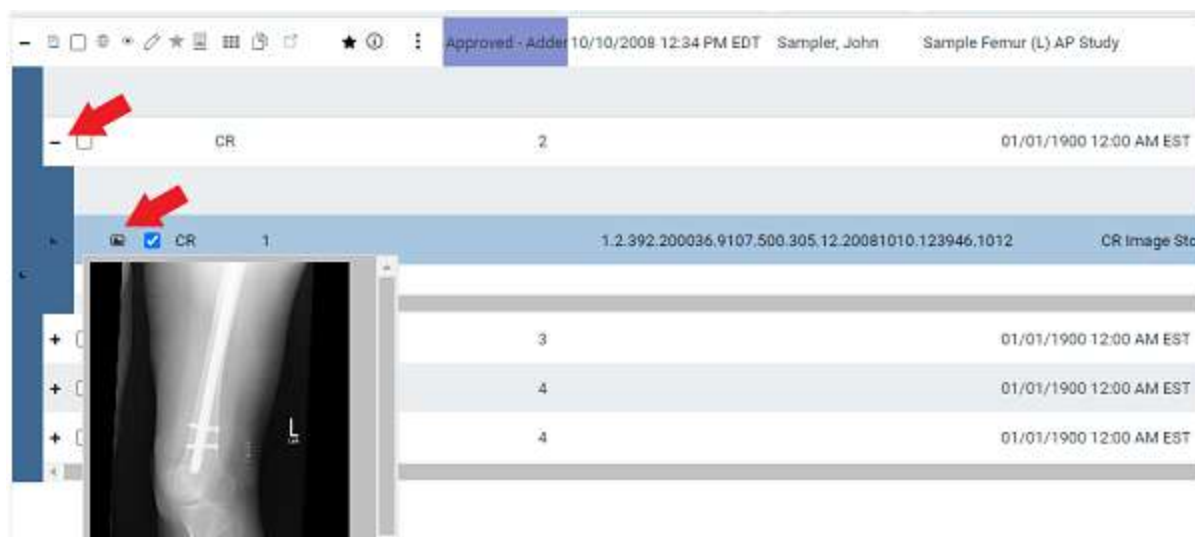 Approved - Adder 10/10/2008 12:34 PM EDT Sampler, John Sample Femur (L) AP Study
CR 2 01/01/1900 12:00 AM EST
CR 1 1.2.392.200036.9107.500.305.12.20081010.123946.1012 CR Image Sto
L
3 01/01/1900 12:00 AM EST
4 01/01/1900 12:00 AM EST
4 01/01/1900 12:00 AM EST